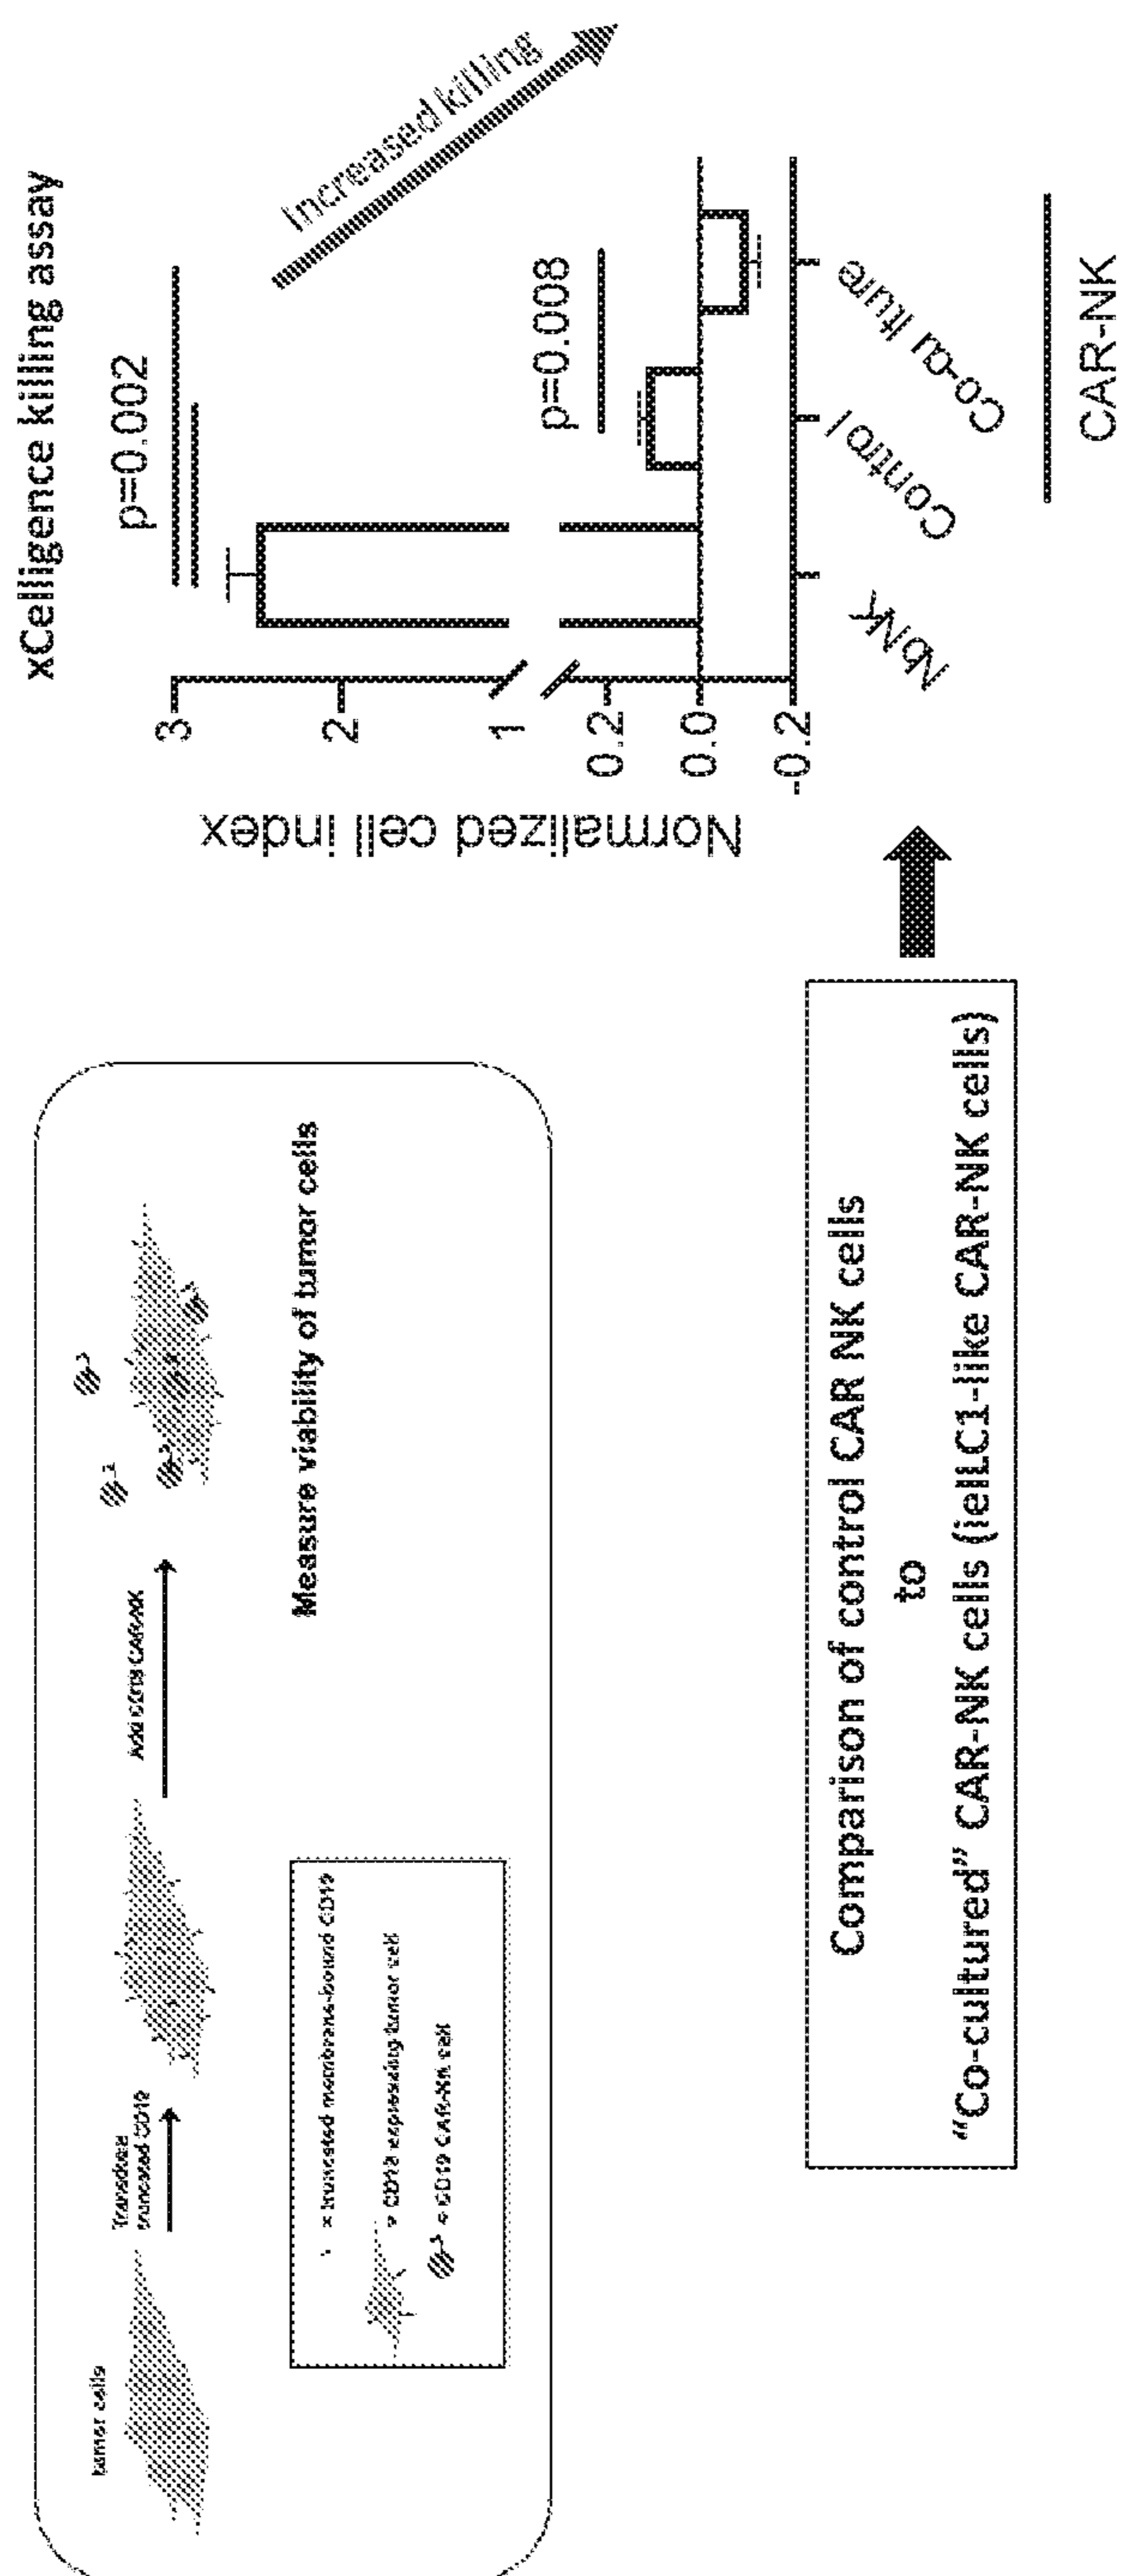 tumor cells
Transduce
truncated CD19
Add CD19 CAR-NK
Measure viability of tumor cells
= truncated membrane-bound CD19
= CD19 expressing tumor cell
= CD19 CAR-NK cell
Comparison of control CAR NK cells
to
“Co-cultured” CAR-NK cells (ieILC1-like CAR-NK cells)
xCelligence killing assay
Increased killing
p=0.002
p=0.008
Normalized cell index
3
2
1
0.2
0.0
-0.2
NbNK
Control
Co-cu lture
CAR-NK